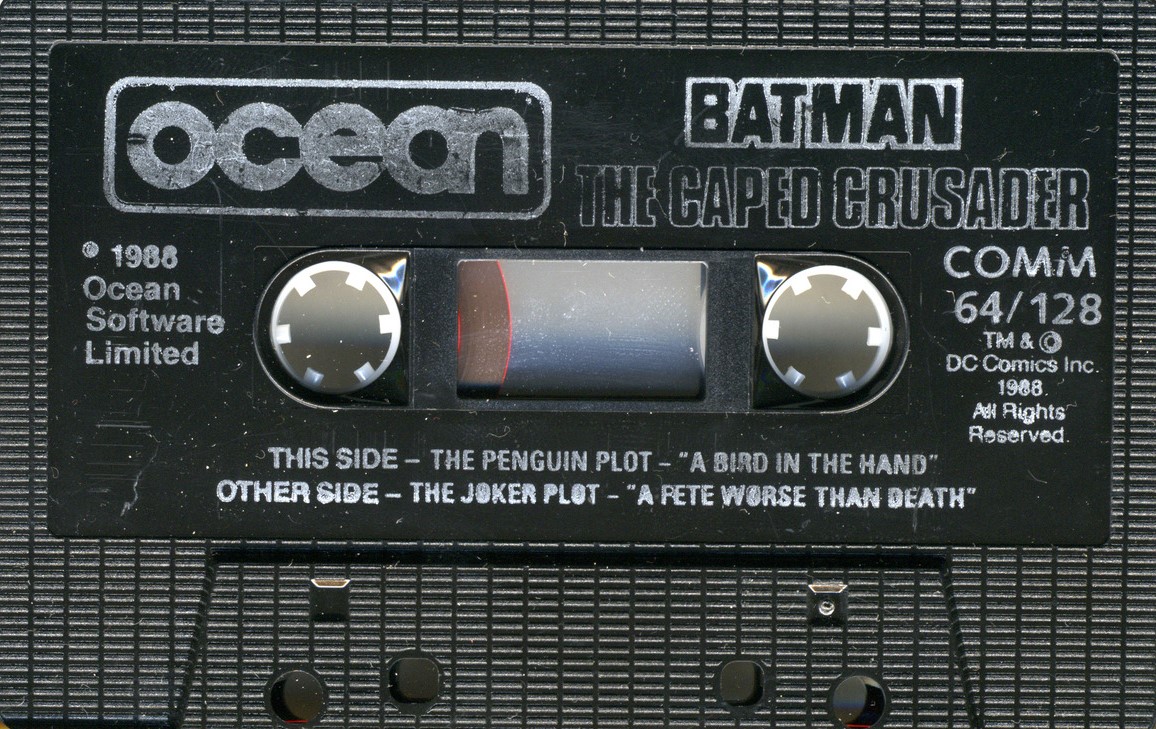 ocean
BATMAN
THE CAPED CRUSADER
℗ 1988
Ocean
Software
Limited
COMM
64/128
TM & ©
DC Comics Inc.
1988.
All Rights
Reserved.
THIS SIDE – THE PENGUIN PLOT – "A BIRD IN THE HAND"
OTHER SIDE – THE JOKER PLOT – "A FETE WORSE THAN DEATH"